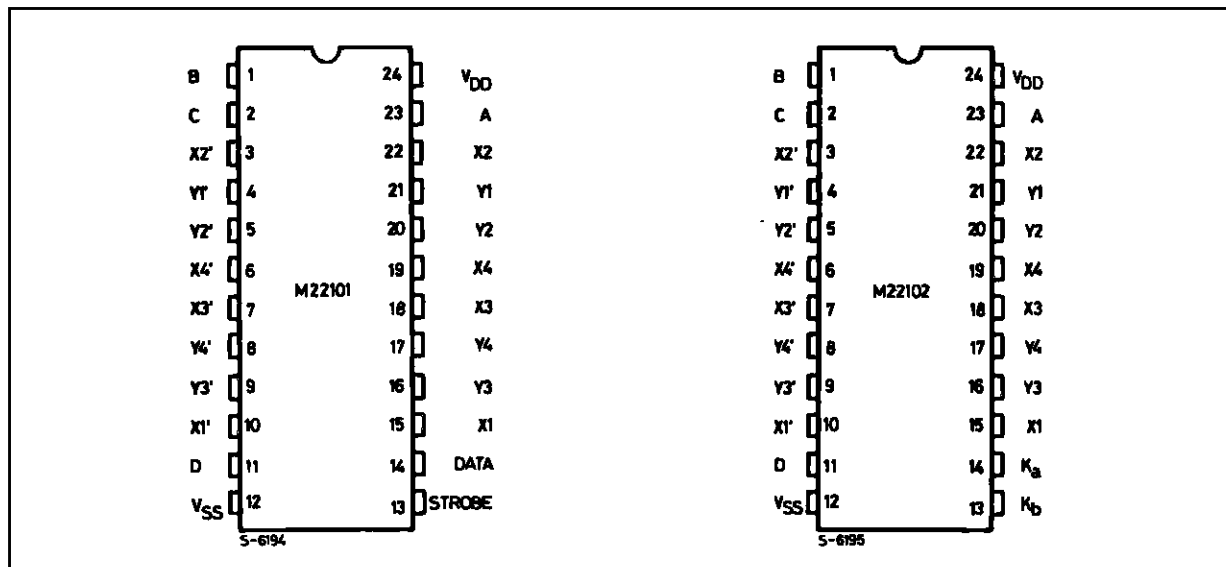 B 1 24 VDD
C 2 23 A
X2' 3 22 X2
Y1' 4 21 Y1
Y2' 5 20 Y2
X4' 6 19 X4
M22101
X3' 7 18 X3
Y4' 8 17 Y4
Y3' 9 16 Y3
X1' 10 15 X1
D 11 14 DATA
VSS 12 13 STROBE
S-6194
B 1 24 VDD
C 2 23 A
X2' 3 22 X2
Y1' 4 21 Y1
Y2' 5 20 Y2
X4' 6 19 X4
M22102
X3' 7 18 X3
Y4' 8 17 Y4
Y3' 9 16 Y3
X1' 10 15 X1
D 11 14 Ka
VSS 12 13 Kb
S-6195